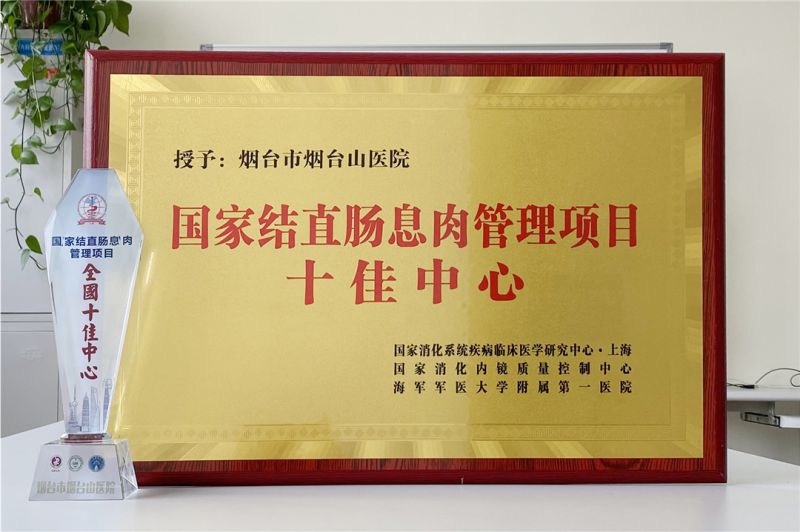 授予：烟台市烟台山医院
国家结直肠息肉管理项目
十佳中心
国家消化系统疾病临床医学研究中心·上海
国家消化内镜质量控制中心
海军军医大学附属第一医院
国家结直肠息肉
管理项目
全國十佳中心
烟台市烟台山医院